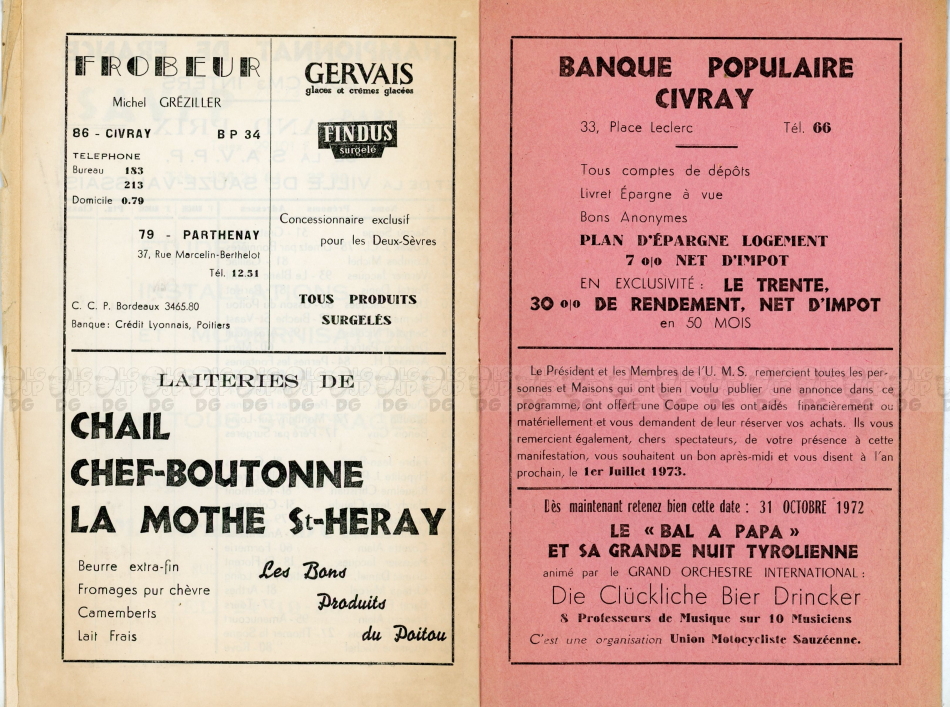 FROBEUR
Michel GRÉZILLER
86 - CIVRAY B P 34
TELEPHONE
Bureau 183
213
Domicile 0.79
79 - PARTHENAY
37, Rue Marcelin-Berthelot
Tél. 12.51
C. C. P. Bordeaux 3465.80
Banque : Crédit Lyonnais, Poitiers
GERVAIS
glaces et crèmes glacées
FINDUS
surgelé
Concessionnaire exclusif
pour les Deux-Sèvres
TOUS PRODUITS
SURGELÉS
LAITERIES DE
CHAIL
CHEF-BOUTONNE
LA MOTHE St-HERAY
Beurre extra-fin
Fromages pur chèvre
Camemberts
Lait Frais
Les Bons
Produits
du Poitou
BANQUE POPULAIRE
CIVRAY
33, Place Leclerc Tél. 66
Tous comptes de dépôts
Livret Épargne à vue
Bons Anonymes
PLAN D'ÉPARGNE LOGEMENT
7 o|o NET D'IMPOT
EN EXCLUSIVITÉ : LE TRENTE,
30 o|o DE RENDEMENT, NET D'IMPOT
en 50 MOIS
Le Président et les Membres de l'U. M. S. remercient toutes les per-
sonnes et Maisons qui ont bien voulu publier une annonce dans ce
programme, ont offert une Coupe ou les ont aidés financièrement ou
matériellement et vous demandent de leur réserver vos achats. Ils vous
remercient également, chers spectateurs, de votre présence à cette
manifestation, vous souhaitent un bon après-midi et vous disent à l'an
prochain, le 1er Juillet 1973.
Dès maintenant retenez bien cette date : 31 OCTOBRE 1972
LE « BAL A PAPA »
ET SA GRANDE NUIT TYROLIENNE
animé par le GRAND ORCHESTRE INTERNATIONAL :
Die Clückliche Bier Drincker
8 Professeurs de Musique sur 10 Musiciens
C'est une organisation Union Motocycliste Sauzéenne.